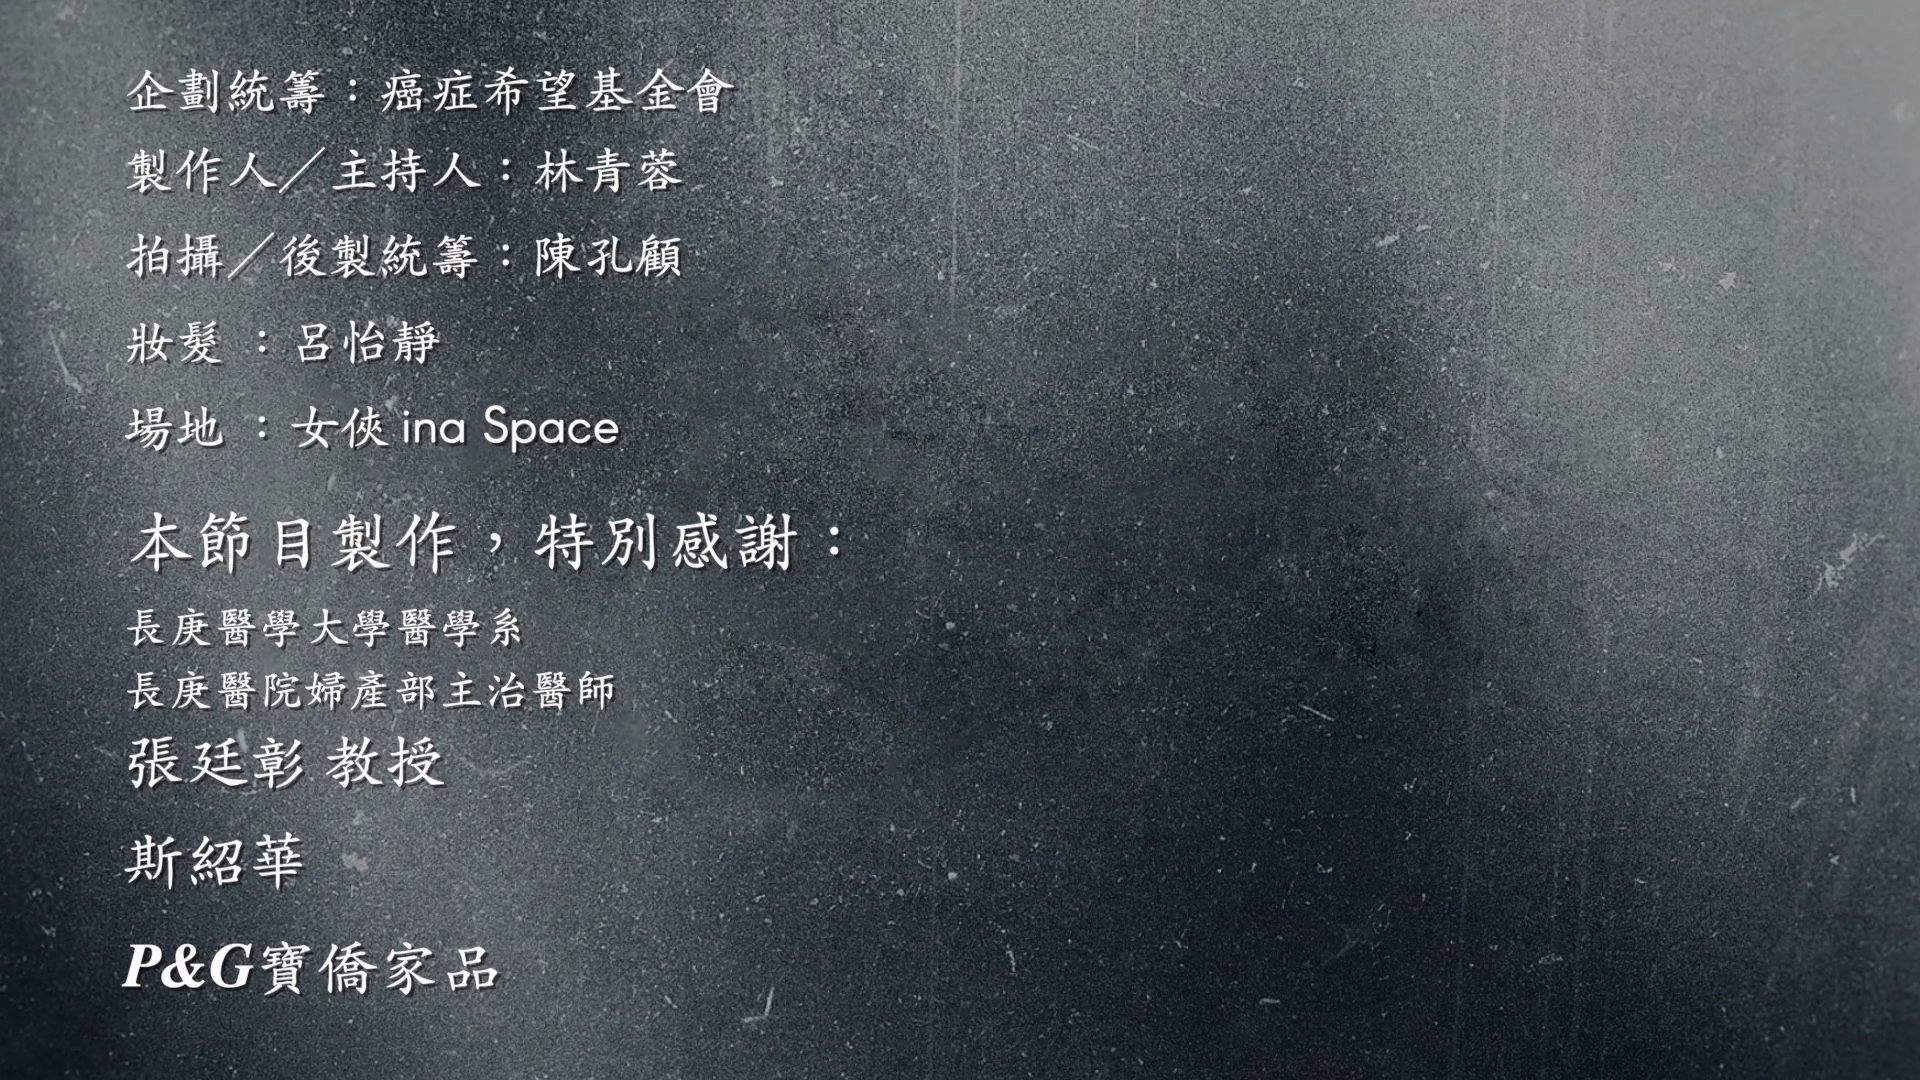 企劃統籌：癌症希望基金會
製作人／主持人：林青蓉
拍攝／後製統籌：陳孔顧
妝髮 ：呂怡靜
場地 ：女俠 ina Space
本節目製作，特別感謝：
長庚醫學大學醫學系
長庚醫院婦產部主治醫師
張廷彰 教授
斯紹華
P&G寶僑家品